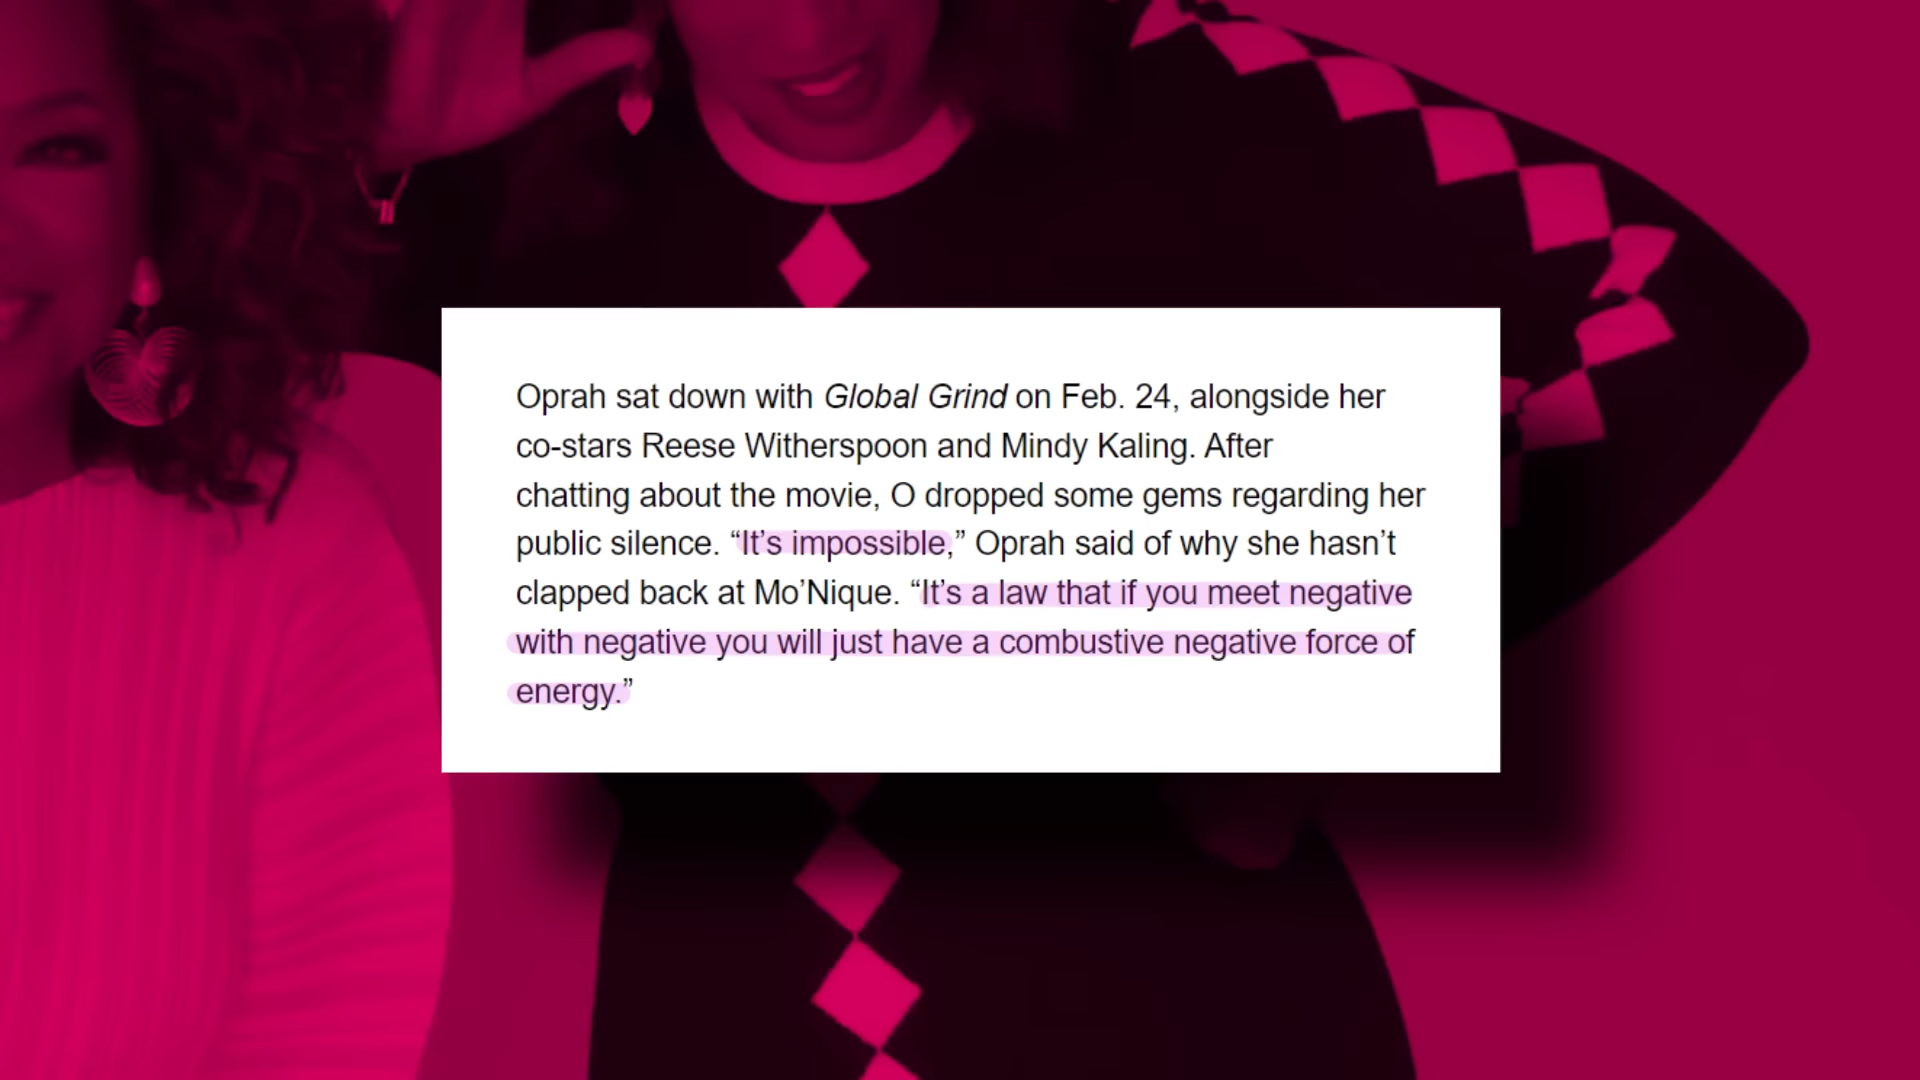 Oprah sat down with Global Grind on Feb. 24, alongside her
co-stars Reese Witherspoon and Mindy Kaling. After
chatting about the movie, O dropped some gems regarding her
public silence. “It’s impossible,” Oprah said of why she hasn’t
clapped back at Mo’Nique. “It’s a law that if you meet negative
with negative you will just have a combustive negative force of
energy.”